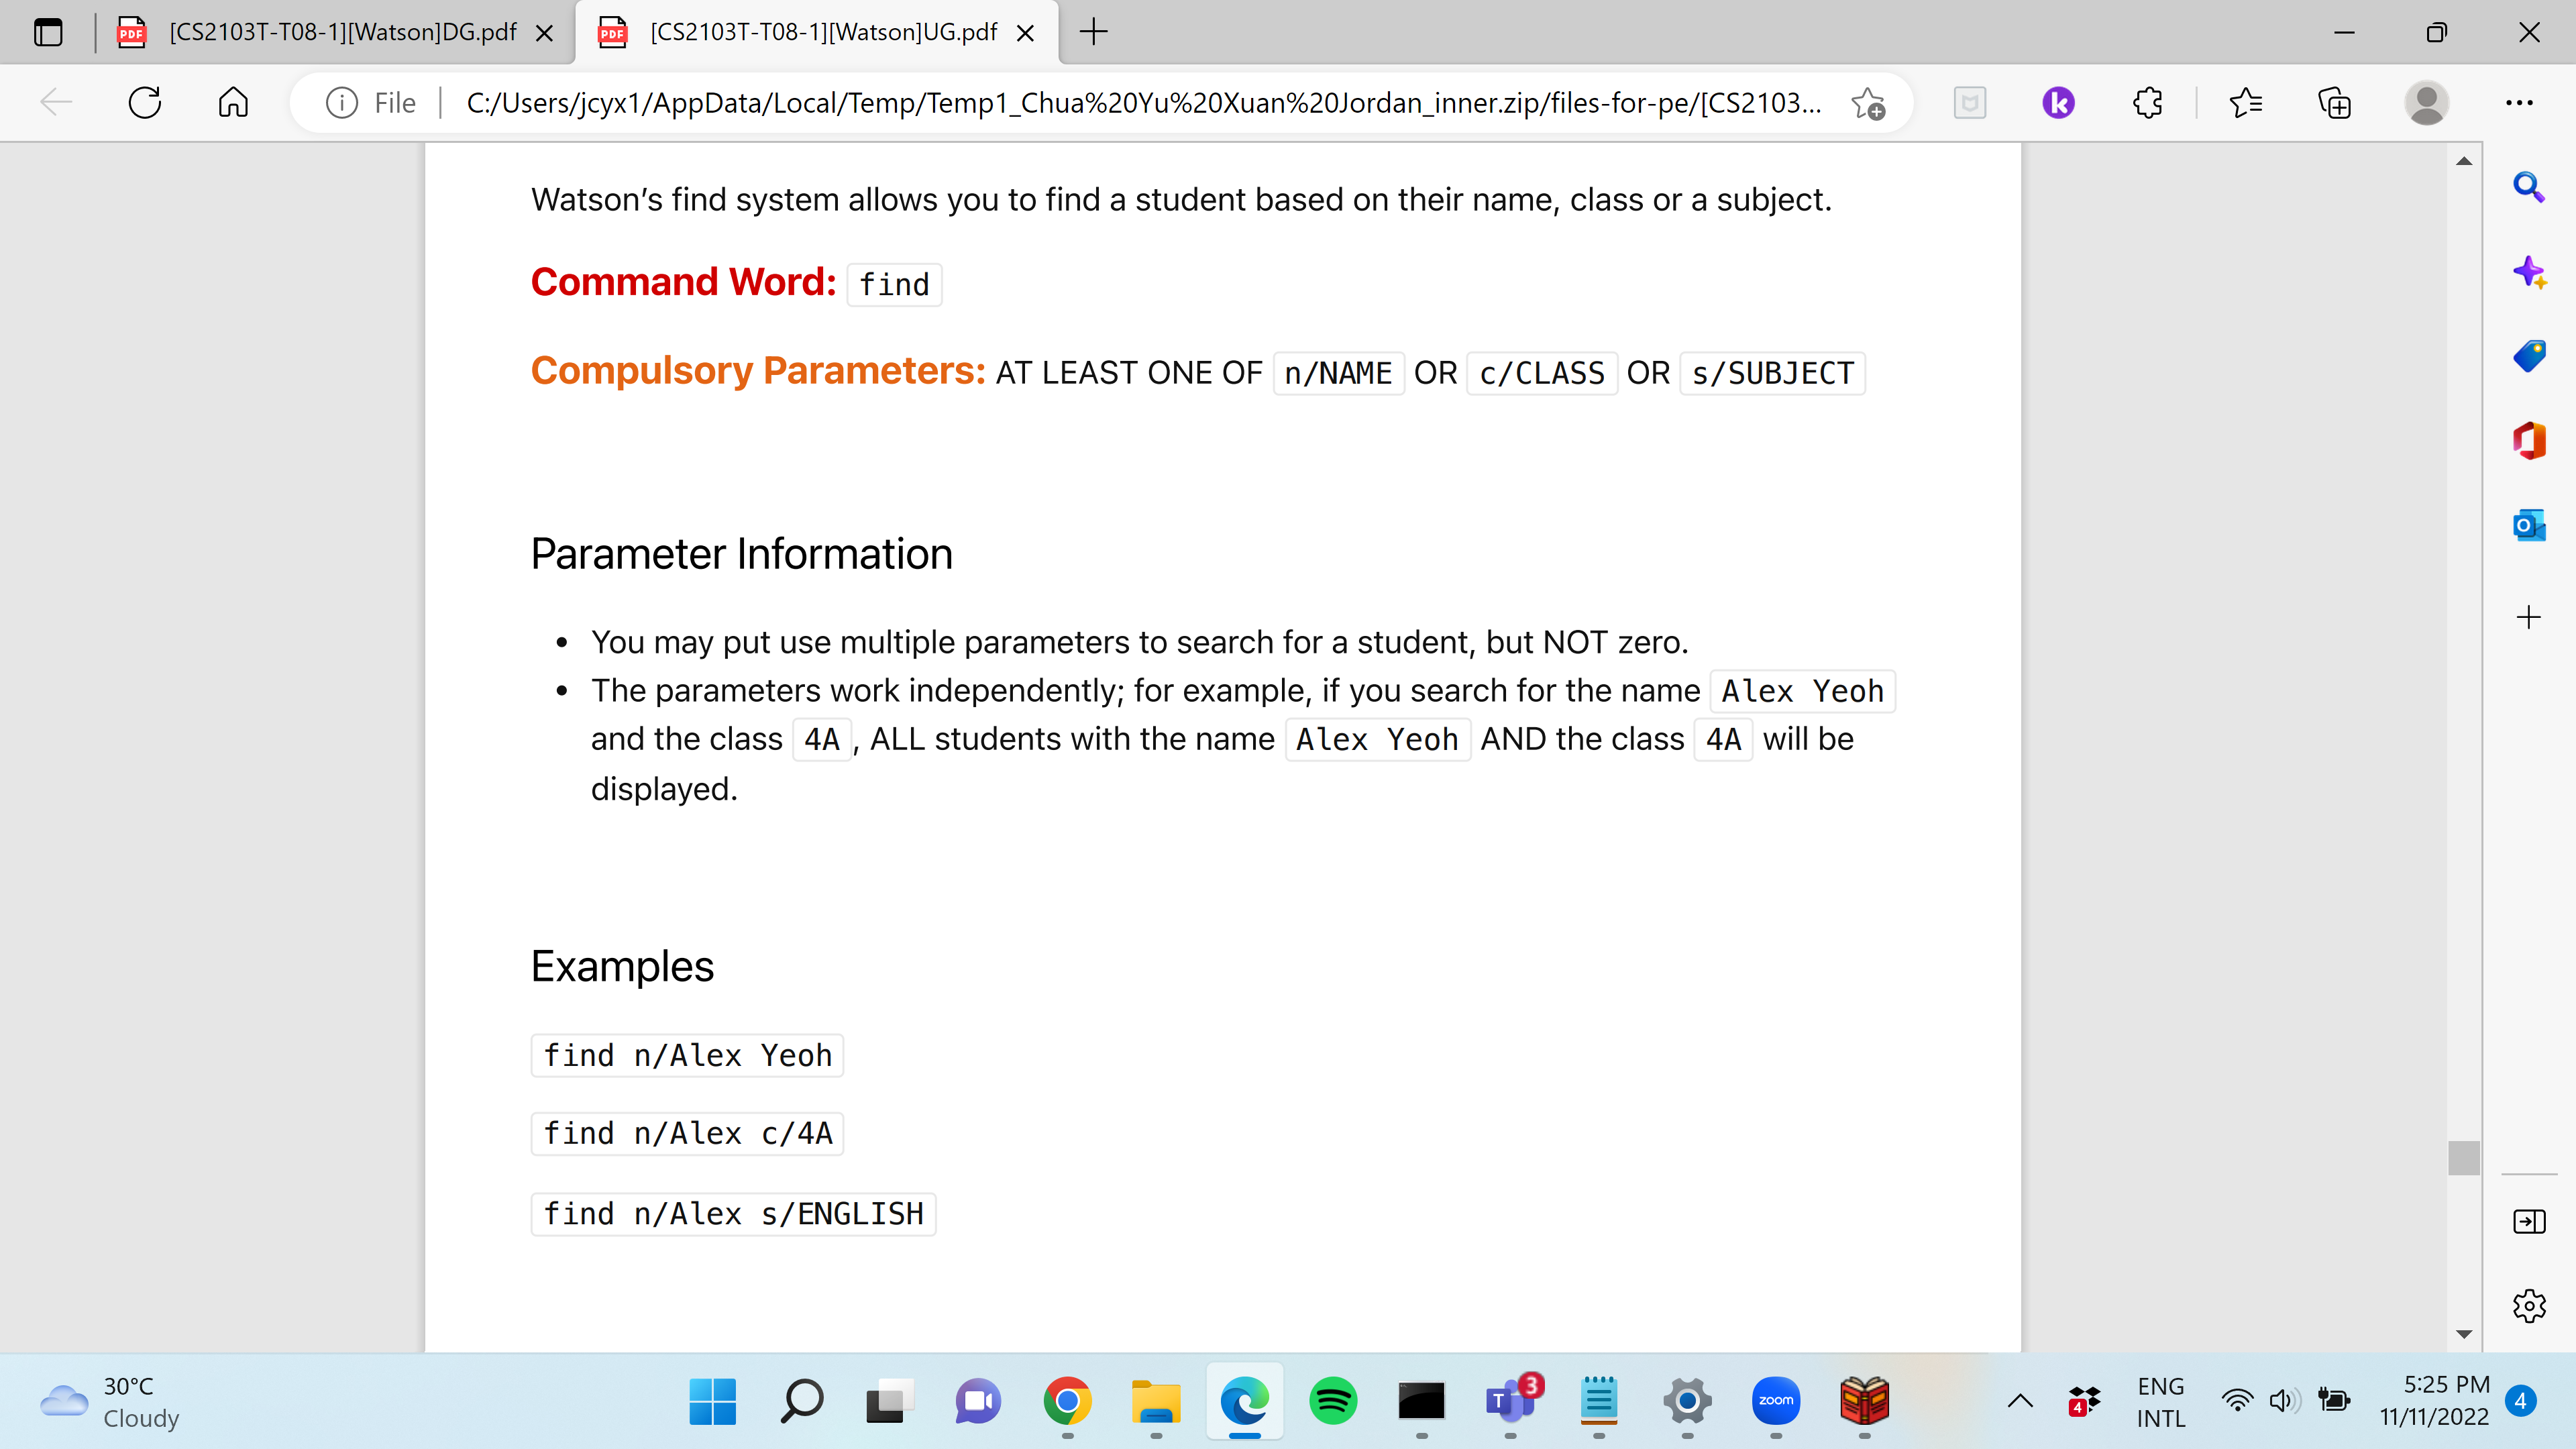 [CS2103T-T08-1][Watson]DG.pdf
[CS2103T-T08-1][Watson]UG.pdf
File
C:/Users/jcyx1/AppData/Local/Temp/Temp1_Chua%20Yu%20Xuan%20Jordan_inner.zip/files-for-pe/[CS2103...
Watson’s find system allows you to find a student based on their name, class or a subject.
Command Word: find
Compulsory Parameters: AT LEAST ONE OF n/NAME OR c/CLASS OR s/SUBJECT
Parameter Information
• You may put use multiple parameters to search for a student, but NOT zero.
• The parameters work independently; for example, if you search for the name Alex Yeoh
and the class 4A , ALL students with the name Alex Yeoh AND the class 4A will be
displayed.
Examples
find n/Alex Yeoh
find n/Alex c/4A
find n/Alex s/ENGLISH
30°C
Cloudy
zoom
3
4
ENG
INTL
5:25 PM
11/11/2022
4